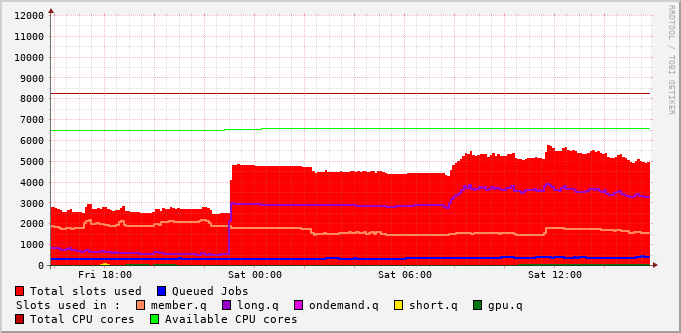 12000
11000
10000
9000
8000
7000
6000
5000
4000
3000
2000
1000
0
Fri 18:00 Sat 00:00 Sat 06:00 Sat 12:00
Total slots used Queued Jobs
Slots used in : member.q long.q ondemand.q short.q gpu.q
Total CPU cores Available CPU cores
RRDTOOL / TOBI OETIKER